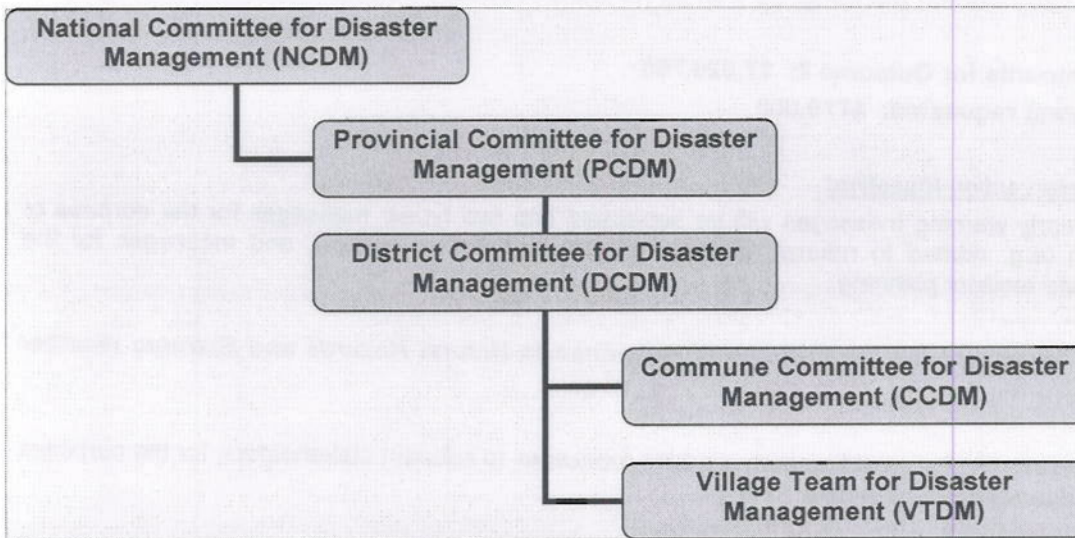 National Committee for Disaster
Management (NCDM)
Provincial Committee for Disaster
Management (PCDM)
District Committee for Disaster
Management (DCDM)
Commune Committee for Disaster
Management (CCDM)
Village Team for Disaster
Management (VTDM)